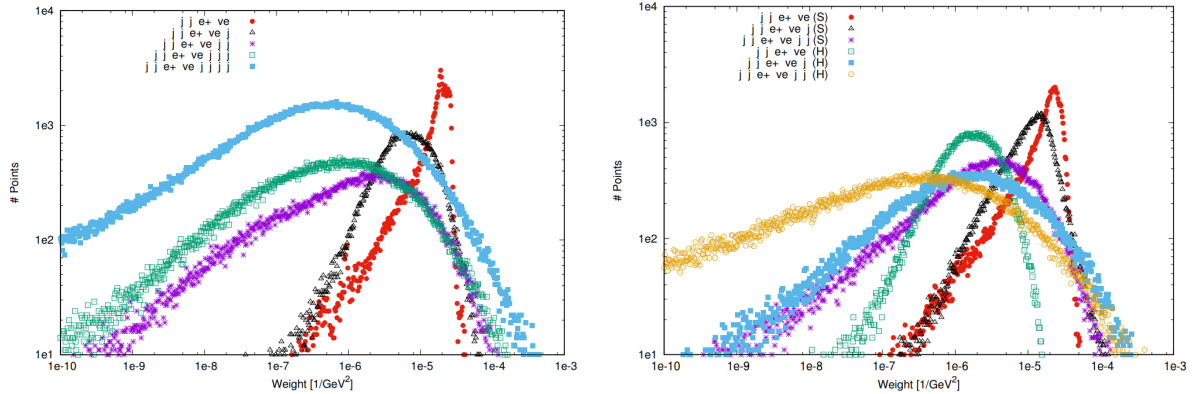 1e4
1e3
1e2
1e1
# Points
j j e+ ve
j j e+ ve j
j j e+ ve j j
j j e+ ve j j j
j j e+ ve j j j j
1e-10 1e-9 1e-8 1e-7 1e-6 1e-5 1e-4 1e-3
Weight [1/GeV²]
1e4
1e3
1e2
1e1
# Points
j j e+ ve (S)
j j e+ ve j (S)
j j e+ ve j j (S)
j j e+ ve (H)
j j e+ ve j (H)
j j e+ ve j j (H)
1e-10 1e-9 1e-8 1e-7 1e-6 1e-5 1e-4 1e-3
Weight [1/GeV²]